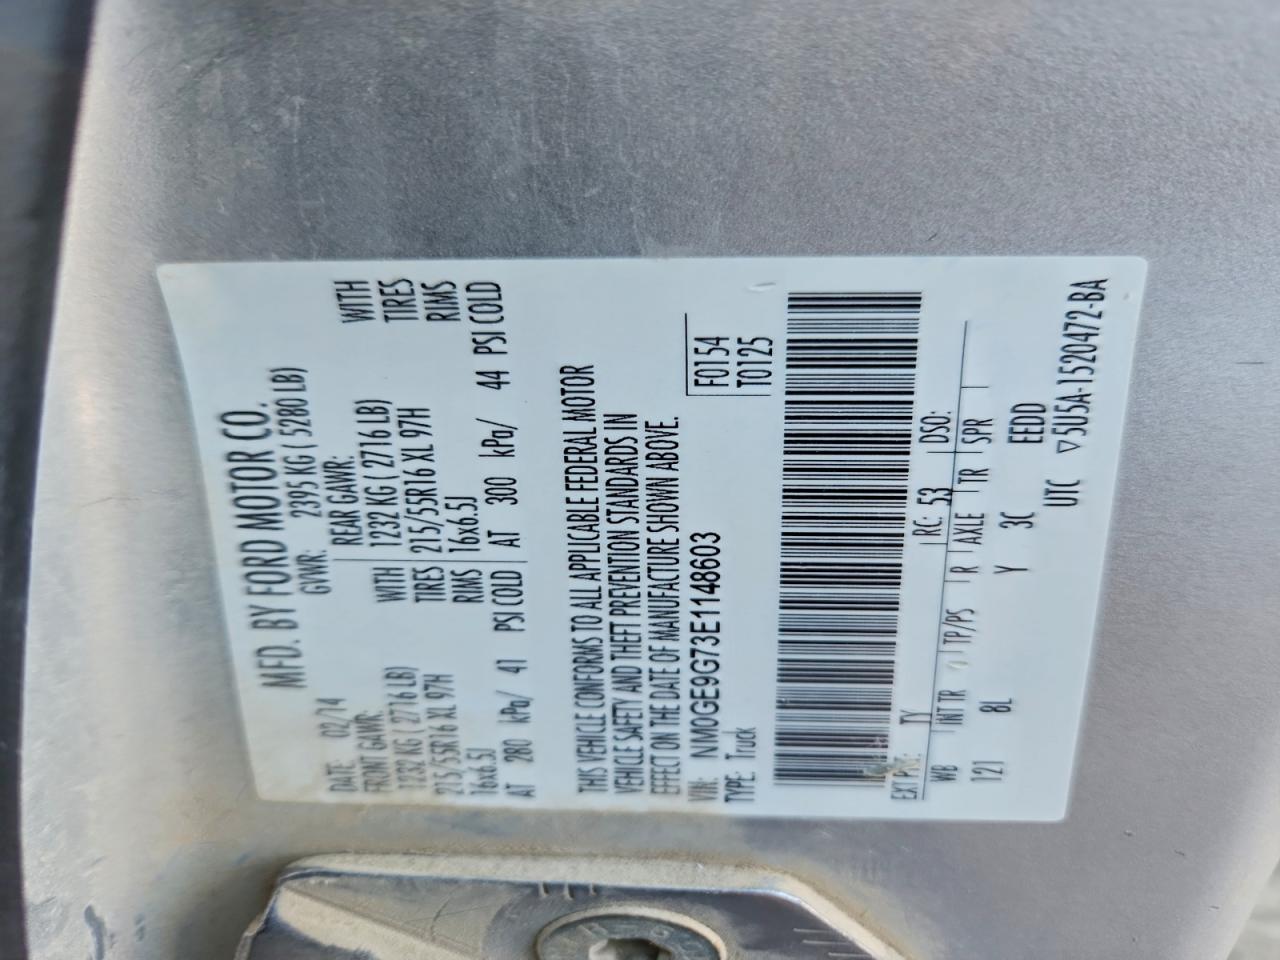 MFD. BY FORD MOTOR CO.
DATE: 02/14 GVWR: 2395 KG ( 5280 LB)
FRONT GAWR: REAR GAWR: WITH
1232 KG ( 2716 LB) WITH 1232 KG ( 2716 LB) TIRES
215/55R16 XL 97H TIRES 215/55R16 XL 97H RIMS
16x6.5J RIMS 16x6.5J
AT 280 kPa/ 41 PSI COLD AT 300 kPa/ 44 PSI COLD
THIS VEHICLE CONFORMS TO ALL APPLICABLE FEDERAL MOTOR
VEHICLE SAFETY AND THEFT PREVENTION STANDARDS IN
EFFECT ON THE DATE OF MANUFACTURE SHOWN ABOVE.
VIN: NM0GE9G73E1148603 F0154
TYPE: Truck T0125
EXT PNT: TY RC: 53 DSO:
WB INT TR TP/PS R AXLE TR SPR
121 8L Y 3C EEDD
UTC ▽5U5A-1520472-BA